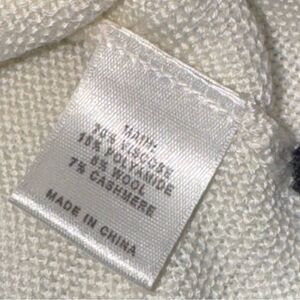 MAIN:
70% VISCOSE
15% POLYAMIDE
8% WOOL
7% CASHMERE
MADE IN CHINA